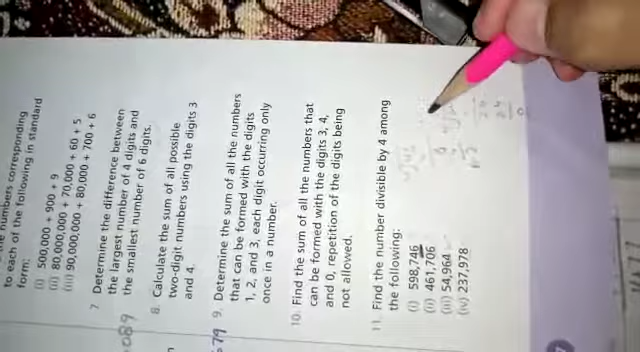 numbers corresponding
to each of the following in standard
form:
(i) 500,000 + 900 + 9
(ii) 80,000,000 + 70,000 + 60 + 5
(iii) 90,000,000 + 80,000 + 700 + 6
7 Determine the difference between
the largest number of 4 digits and
the smallest number of 6 digits.
089
8. Calculate the sum of all possible
two-digit numbers using the digits 3
and 4.
9. Determine the sum of all the numbers
that can be formed with the digits
1, 2, and 3, each digit occurring only
once in a number.
679
10. Find the sum of all the numbers that
can be formed with the digits 3, 4,
and 0, repetition of the digits being
not allowed.
11. Find the number divisible by 4 among
the following:
(i) 598,746
(ii) 461,706
(iii) 54,964
(iv) 237,978